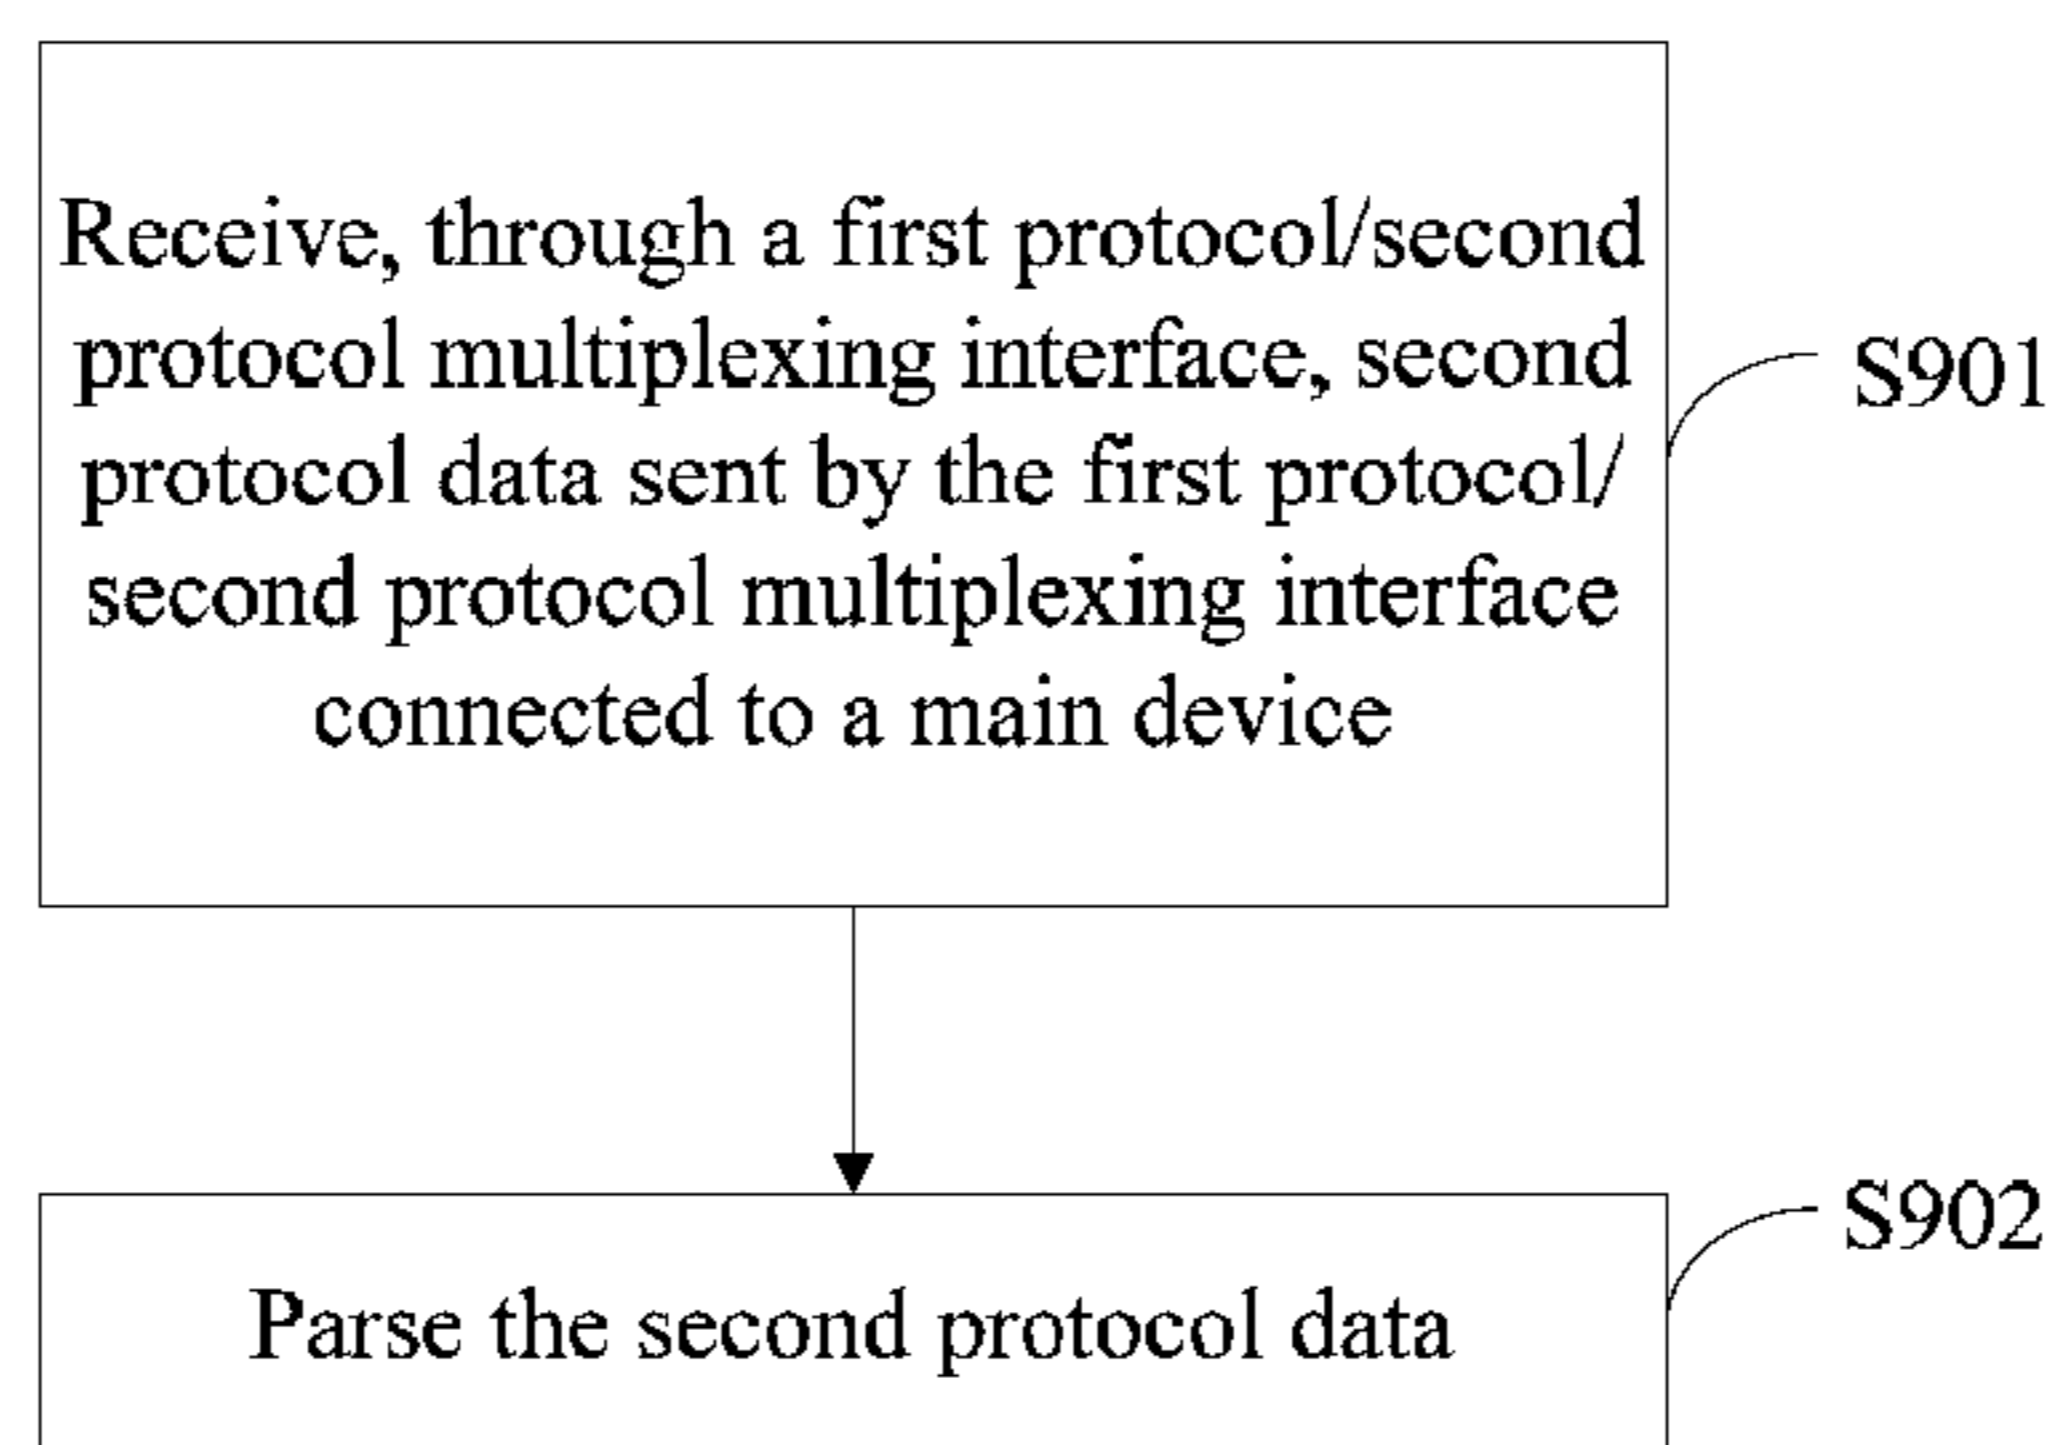 Receive, through a first protocol/second
protocol multiplexing interface, second
protocol data sent by the first protocol/
second protocol multiplexing interface
connected to a main device
S901
S902
Parse the second protocol data